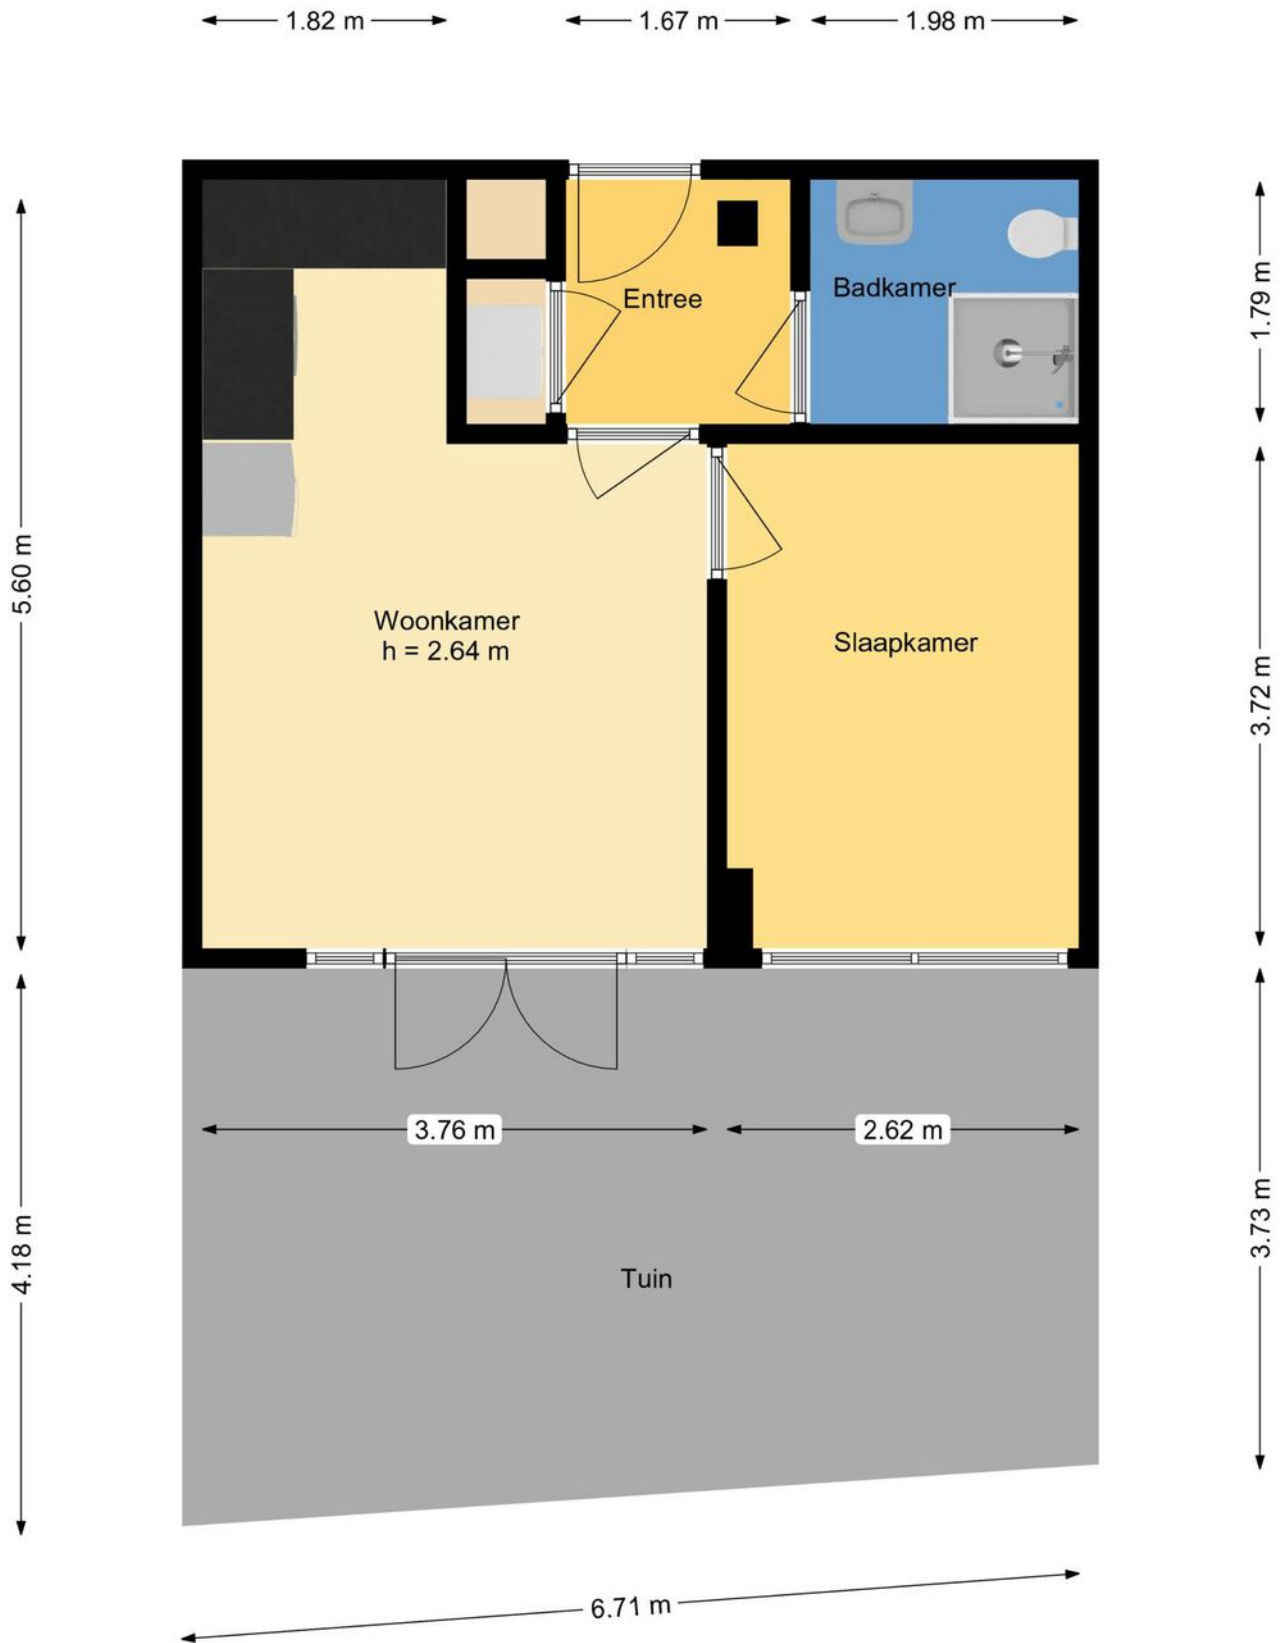 1.82 m
1.67 m
1.98 m
Badkamer
Entree
1.79 m
5.60 m
Woonkamer
h = 2.64 m
Slaapkamer
3.72 m
3.76 m
2.62 m
4.18 m
3.73 m
Tuin
6.71 m